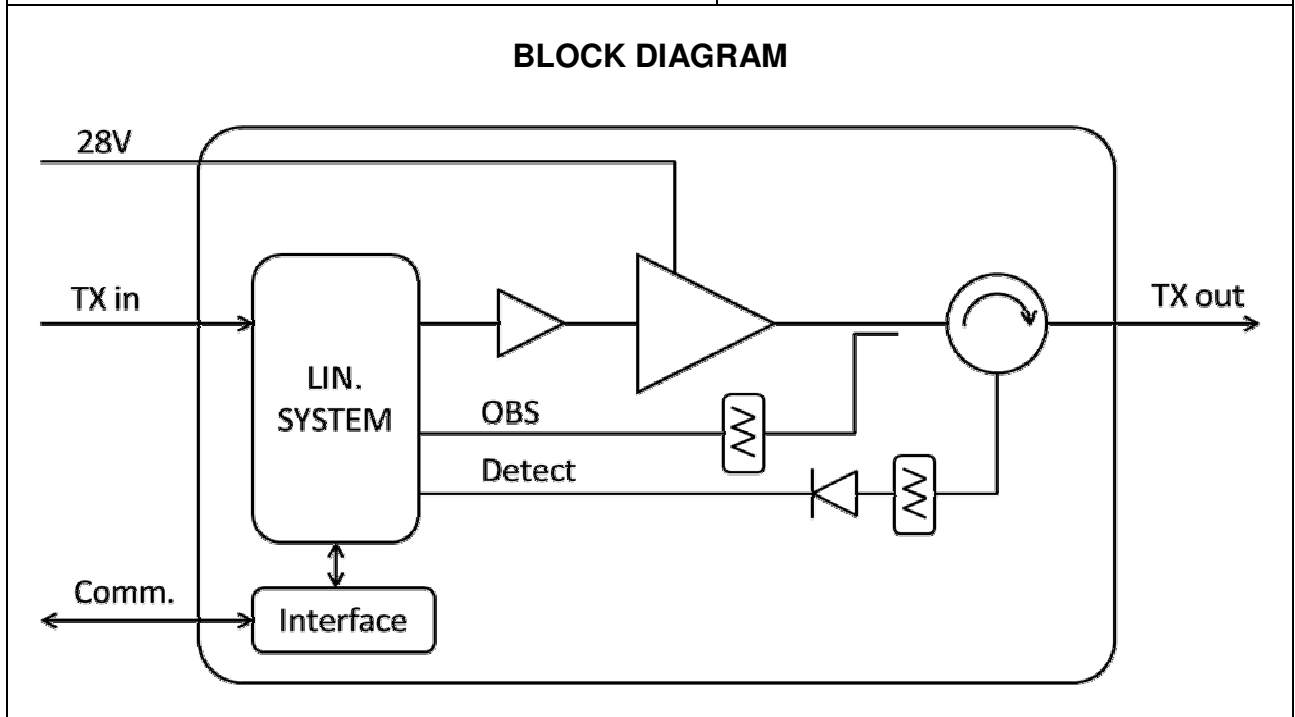 BLOCK DIAGRAM
28V
TX in
TX out
LIN.
SYSTEM
OBS
Detect
Comm.
Interface